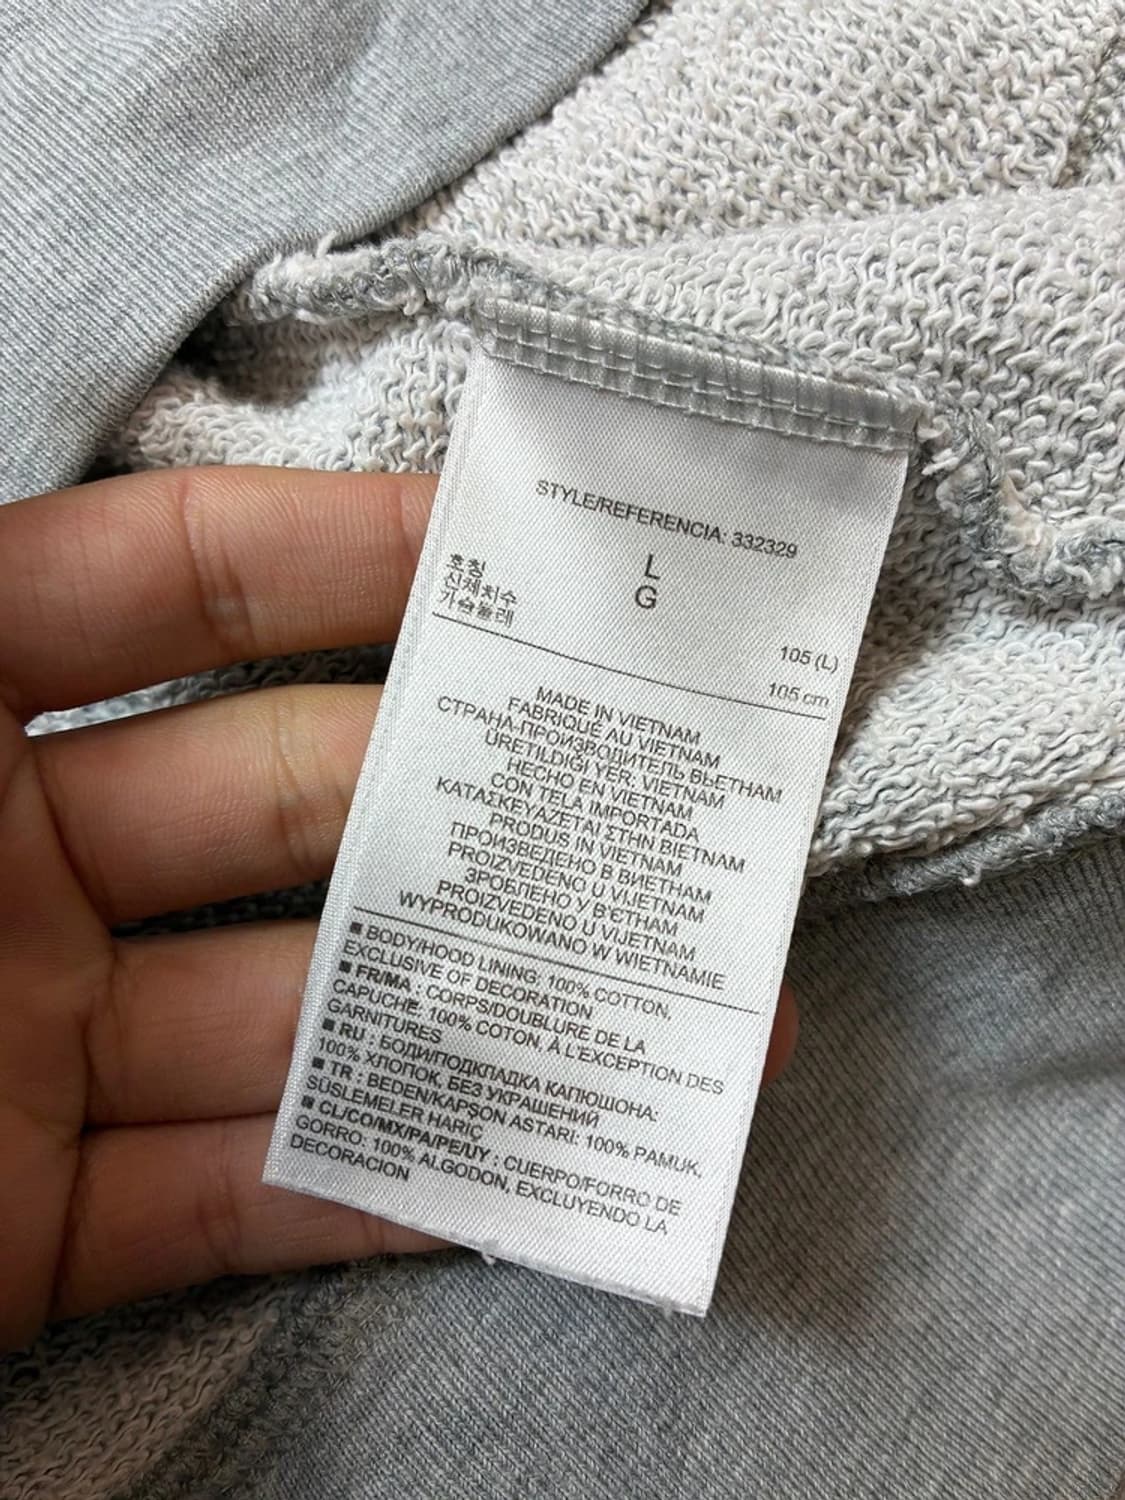 STYLE/REFERENCIA: 332329
L
G
호칭
신체치수
가슴둘레
105 (L)
105 cm
MADE IN VIETNAM
FABRIQUÉ AU VIETNAM
СТРАНА-ПРОИЗВОДИТЕЛЬ ВЬЕТНАМ
ÜRETILDIĞI YER: VIETNAM
HECHO EN VIETNAM
CON TELA IMPORTADA
ΚΑΤΑΣΚΕΥΑΖΕΤΑΙ ΣΤΗΝ ΒΙΕΤΝΑΜ
PRODUS IN VIETNAM
ПРОИЗВЕДЕНО В ВИЕТНАМ
PROIZVEDENO U VIJETNAM
ЗРОБЛЕНО У В'ЄТНАМ
PROIZVEDENO U VIJETNAM
WYPRODUKOWANO W WIETNAMIE
■ BODY/HOOD LINING: 100% COTTON,
EXCLUSIVE OF DECORATION
■ FR/MA : CORPS/DOUBLURE DE LA
CAPUCHE: 100% COTON, À L'EXCEPTION DES
GARNITURES
■ RU : БОДИ/ПОДКЛАДКА КАПЮШОНА:
100% ХЛОПОК, БЕЗ УКРАШЕНИЙ
■ TR : BEDEN/KAPŞON ASTARI: 100% PAMUK,
SÜSLEMELER HARIÇ
■ CL/CO/MX/PA/PE/UY : CUERPO/FORRO DE
GORRO: 100% ALGODON, EXCLUYENDO LA
DECORACION